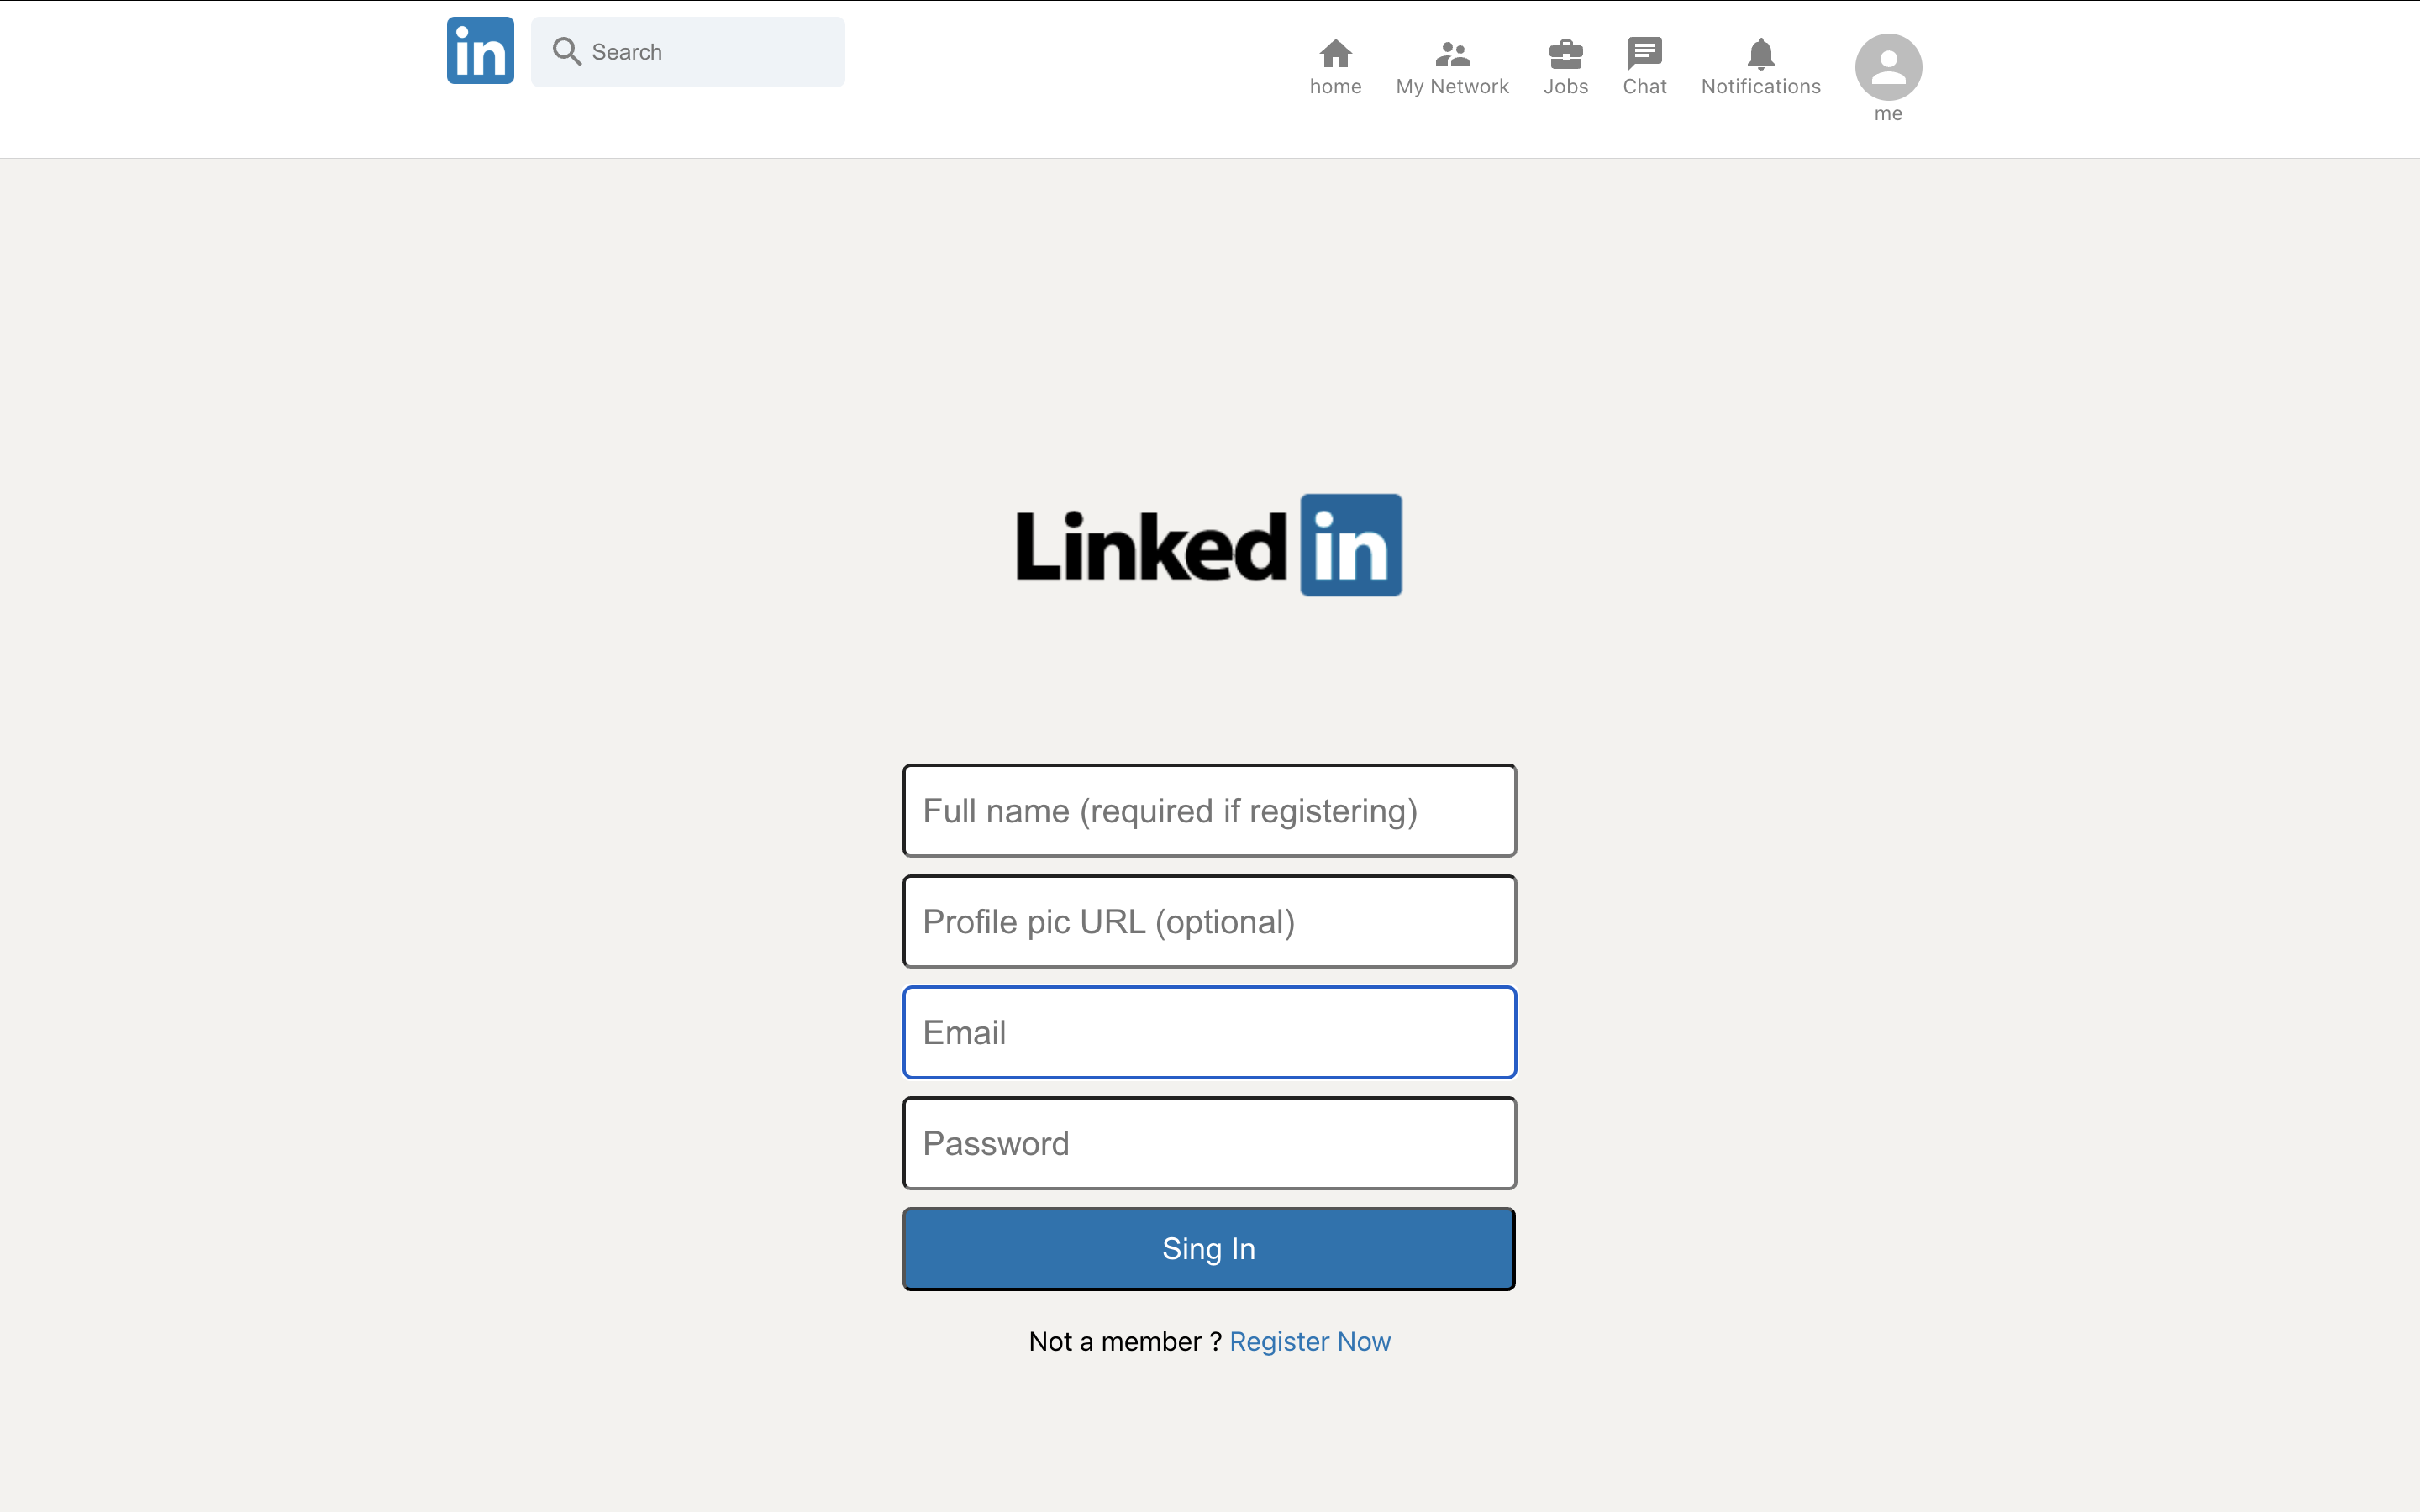 in
Search
home
My Network
Jobs
Chat
Notifications
me
Linked in
Full name (required if registering)
Profile pic URL (optional)
Email
Password
Sing In
Not a member ? Register Now